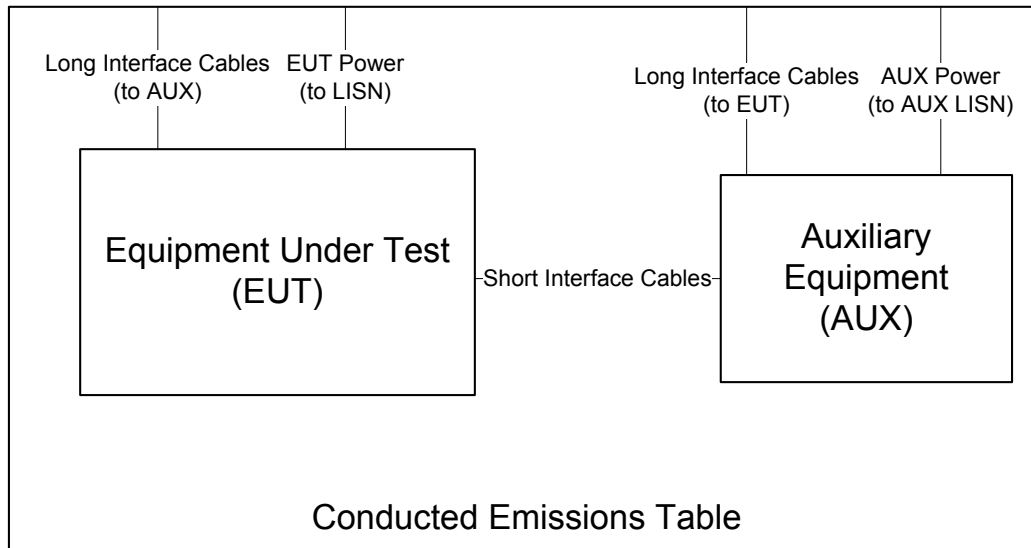 Long Interface Cables
(to AUX)
EUT Power
(to LISN)
Long Interface Cables
(to EUT)
AUX Power
(to AUX LISN)
Equipment Under Test
(EUT)
Short Interface Cables
Auxiliary
Equipment
(AUX)
Conducted Emissions Table